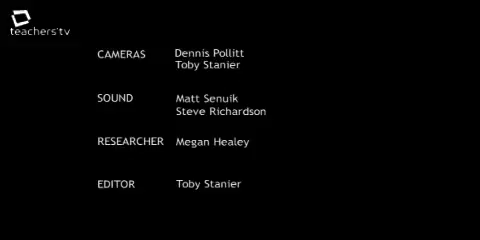 teachers'tv
CAMERAS Dennis Pollitt
Toby Stanier
SOUND Matt Senuik
Steve Richardson
RESEARCHER Megan Healey
EDITOR Toby Stanier